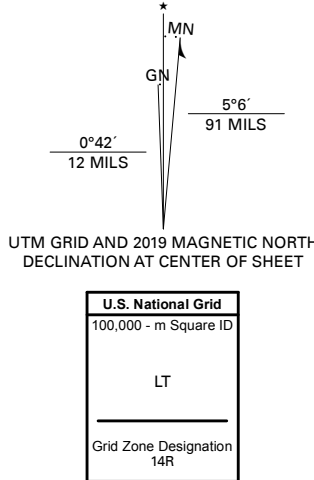 MN
GN
5°6´
91 MILS
0°42´
12 MILS
UTM GRID AND 2019 MAGNETIC NORTH
DECLINATION AT CENTER OF SHEET
U.S. National Grid
100,000 - m Square ID
LT
Grid Zone Designation
14R